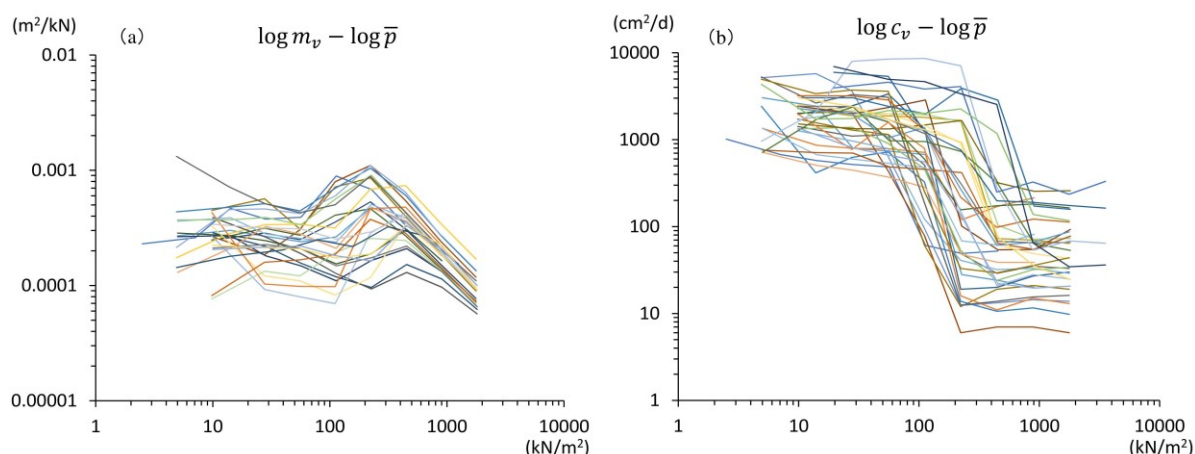 (m²/kN) (a) log m_v − log p̅
0.01
0.001
0.0001
0.00001
1 10 100 1000 10000
(kN/m²)
(cm²/d) (b) log c_v − log p̅
10000
1000
100
10
1
1 10 100 1000 10000
(kN/m²)